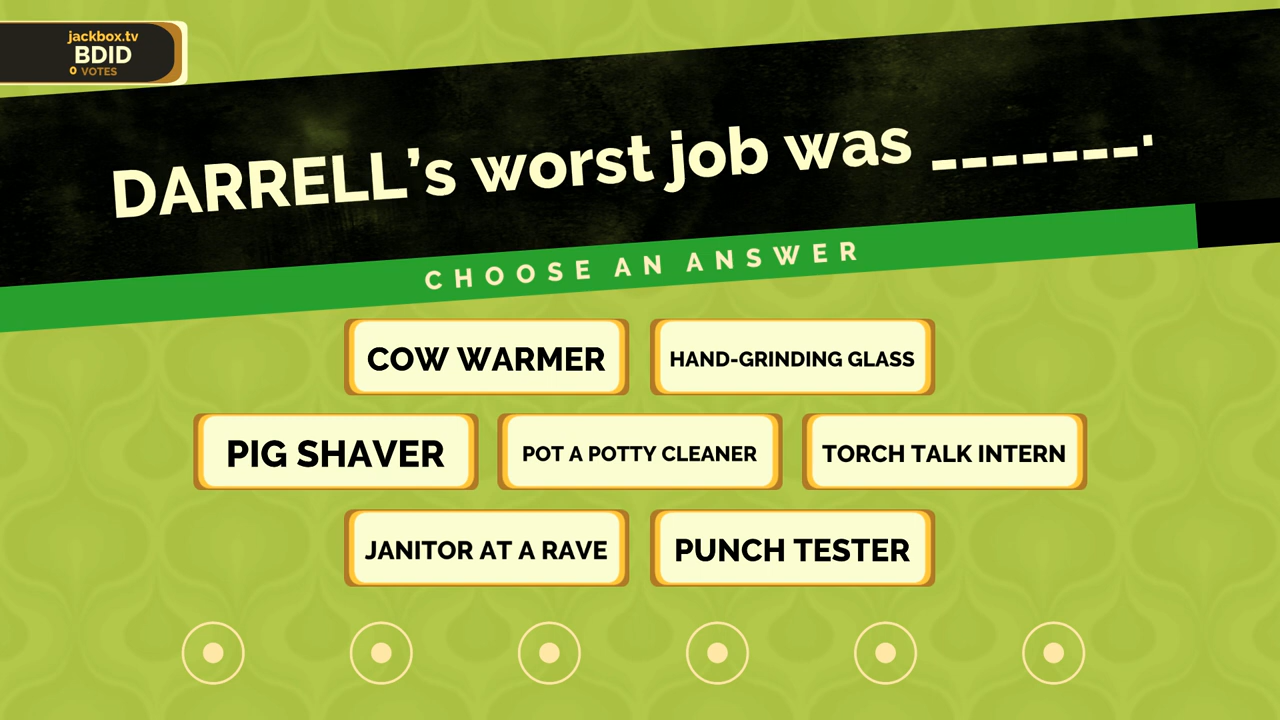 jackbox.tv
BDID
0 VOTES
DARRELL’s worst job was _______.
CHOOSE AN ANSWER
COW WARMER
HAND-GRINDING GLASS
PIG SHAVER
POT A POTTY CLEANER
TORCH TALK INTERN
JANITOR AT A RAVE
PUNCH TESTER